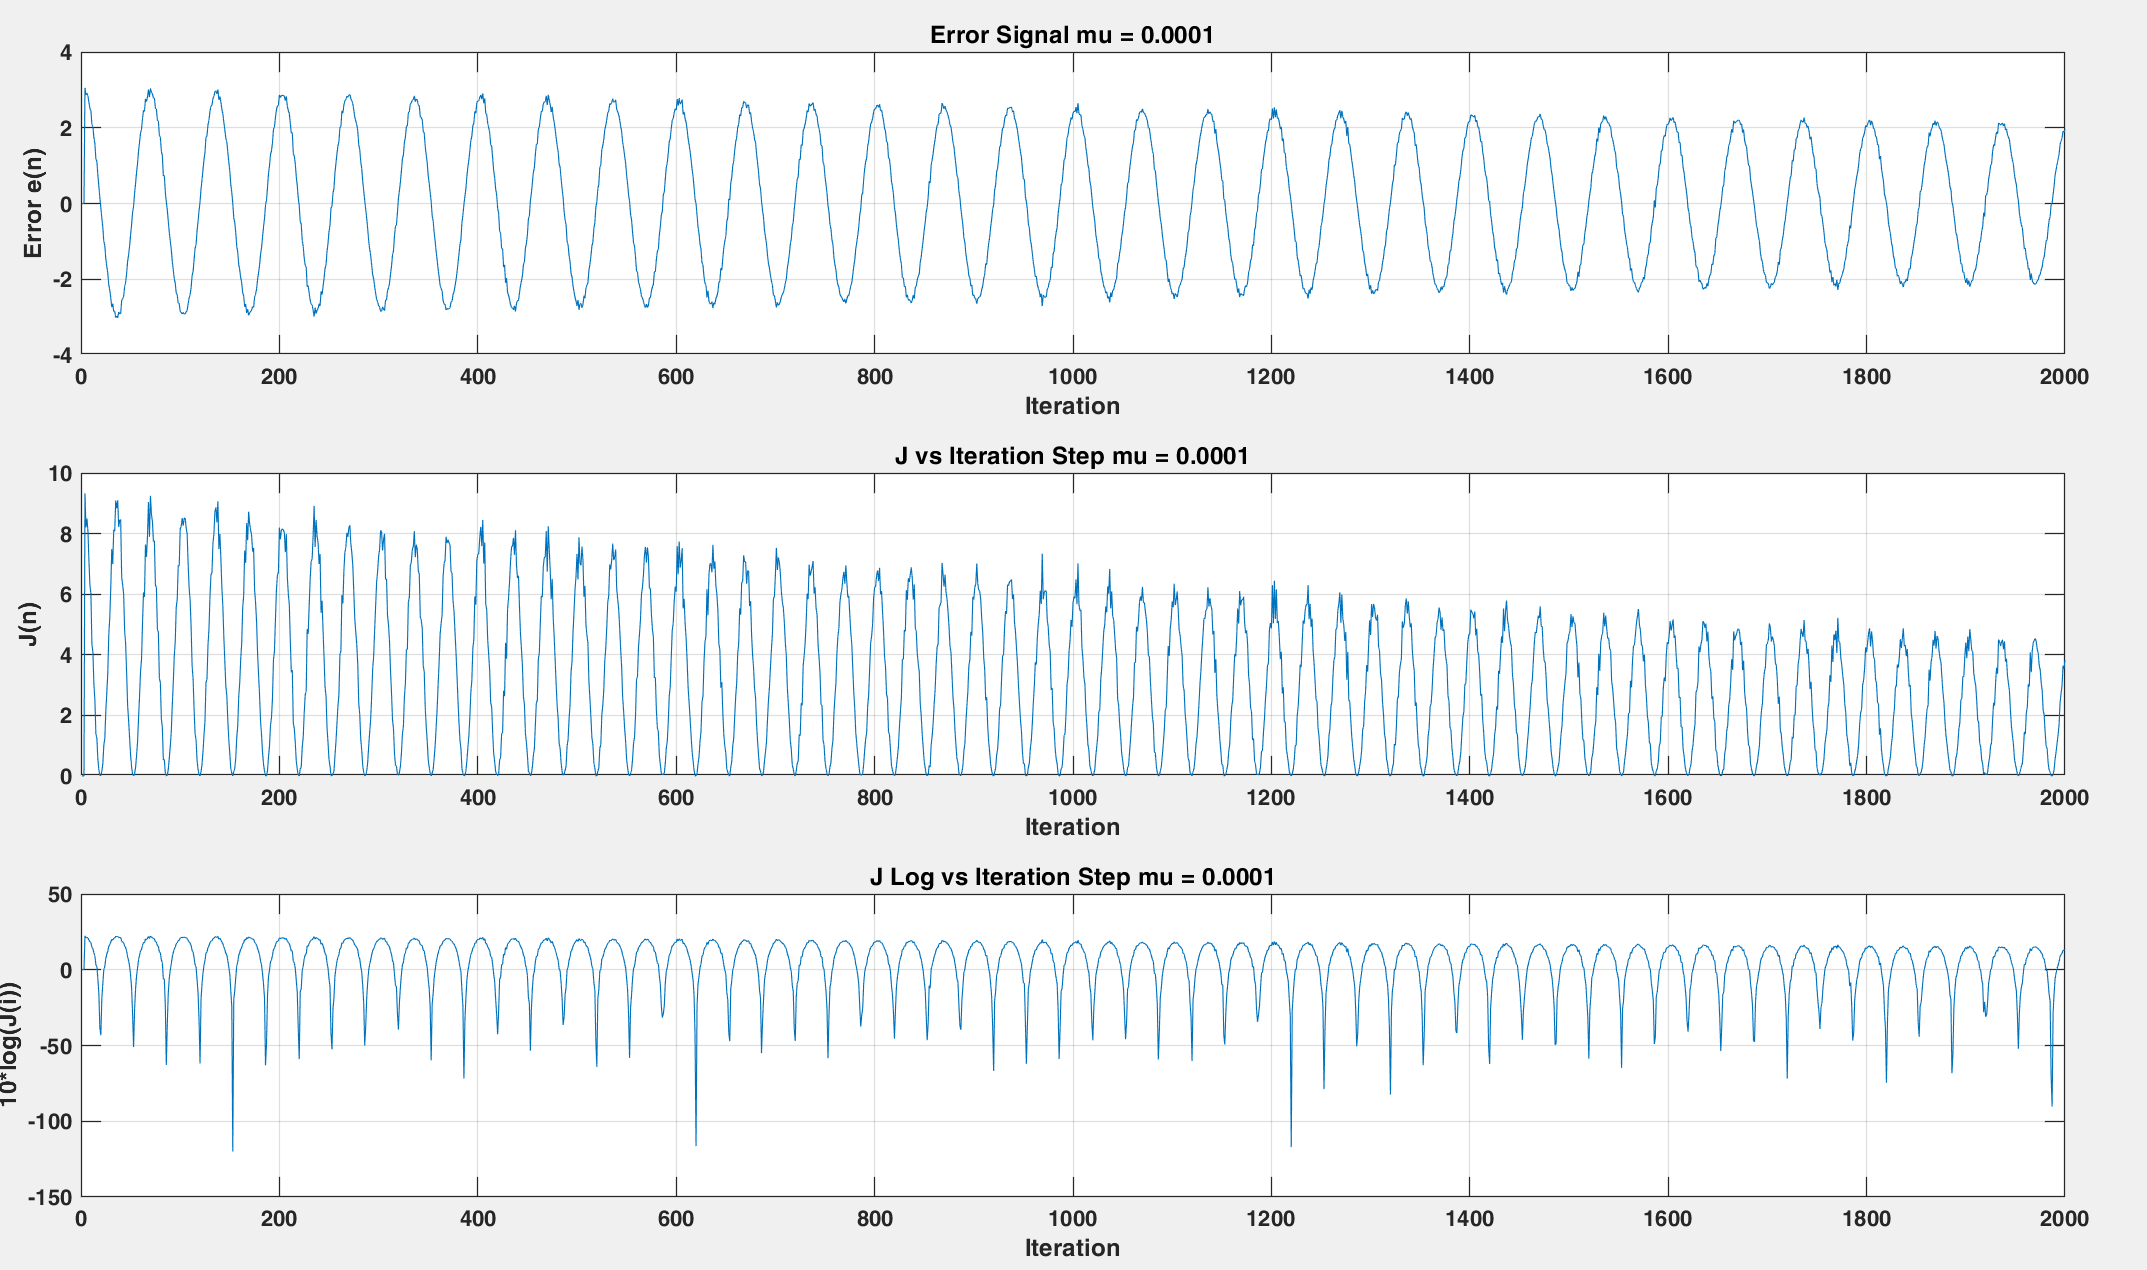 Error Signal mu = 0.0001
4
2
0
-2
-4
Error e(n)
0 200 400 600 800 1000 1200 1400 1600 1800 2000
Iteration
J vs Iteration Step mu = 0.0001
10
8
6
4
2
0
J(n)
0 200 400 600 800 1000 1200 1400 1600 1800 2000
Iteration
J Log vs Iteration Step mu = 0.0001
50
0
-50
-100
-150
10*log(J(i))
0 200 400 600 800 1000 1200 1400 1600 1800 2000
Iteration